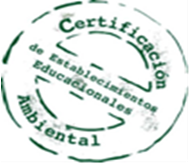 Certificación
de Establecimientos
Educacionales
Ambiental